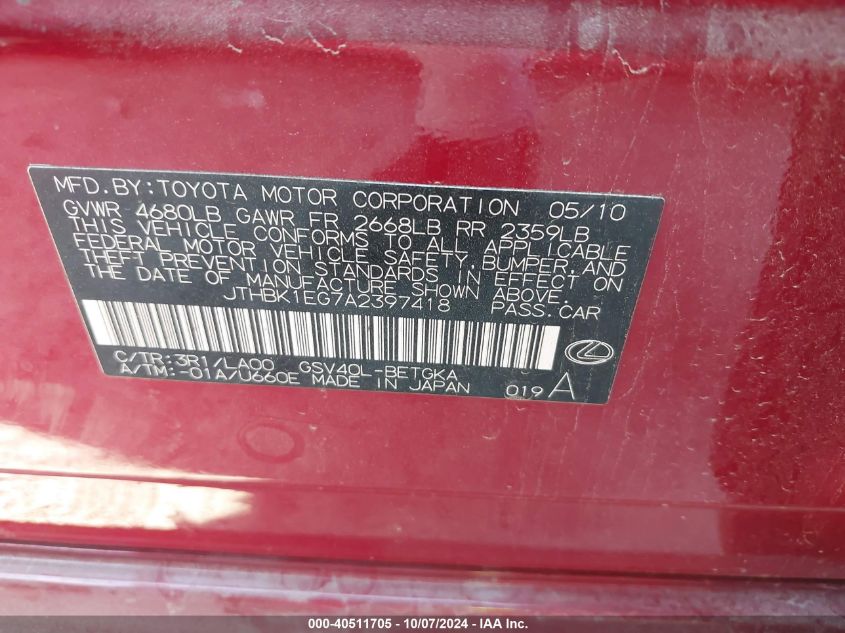 MFD.BY:TOYOTA MOTOR CORPORATION 05/10
GVWR 4680LB GAWR FR 2668LB RR 2359LB
THIS VEHICLE CONFORMS TO ALL APPLICABLE
FEDERAL MOTOR VEHICLE SAFETY, BUMPER, AND
THEFT PREVENTION STANDARDS IN EFFECT ON
THE DATE OF MANUFACTURE SHOWN ABOVE.
JTHBK1EG7A2397418 PASS.CAR
C/TR:3R1/LA00 GSV40L-BETGKA
A/TM:-01A/U660E MADE IN JAPAN 019A
000-40511705 - 10/07/2024 - IAA Inc.